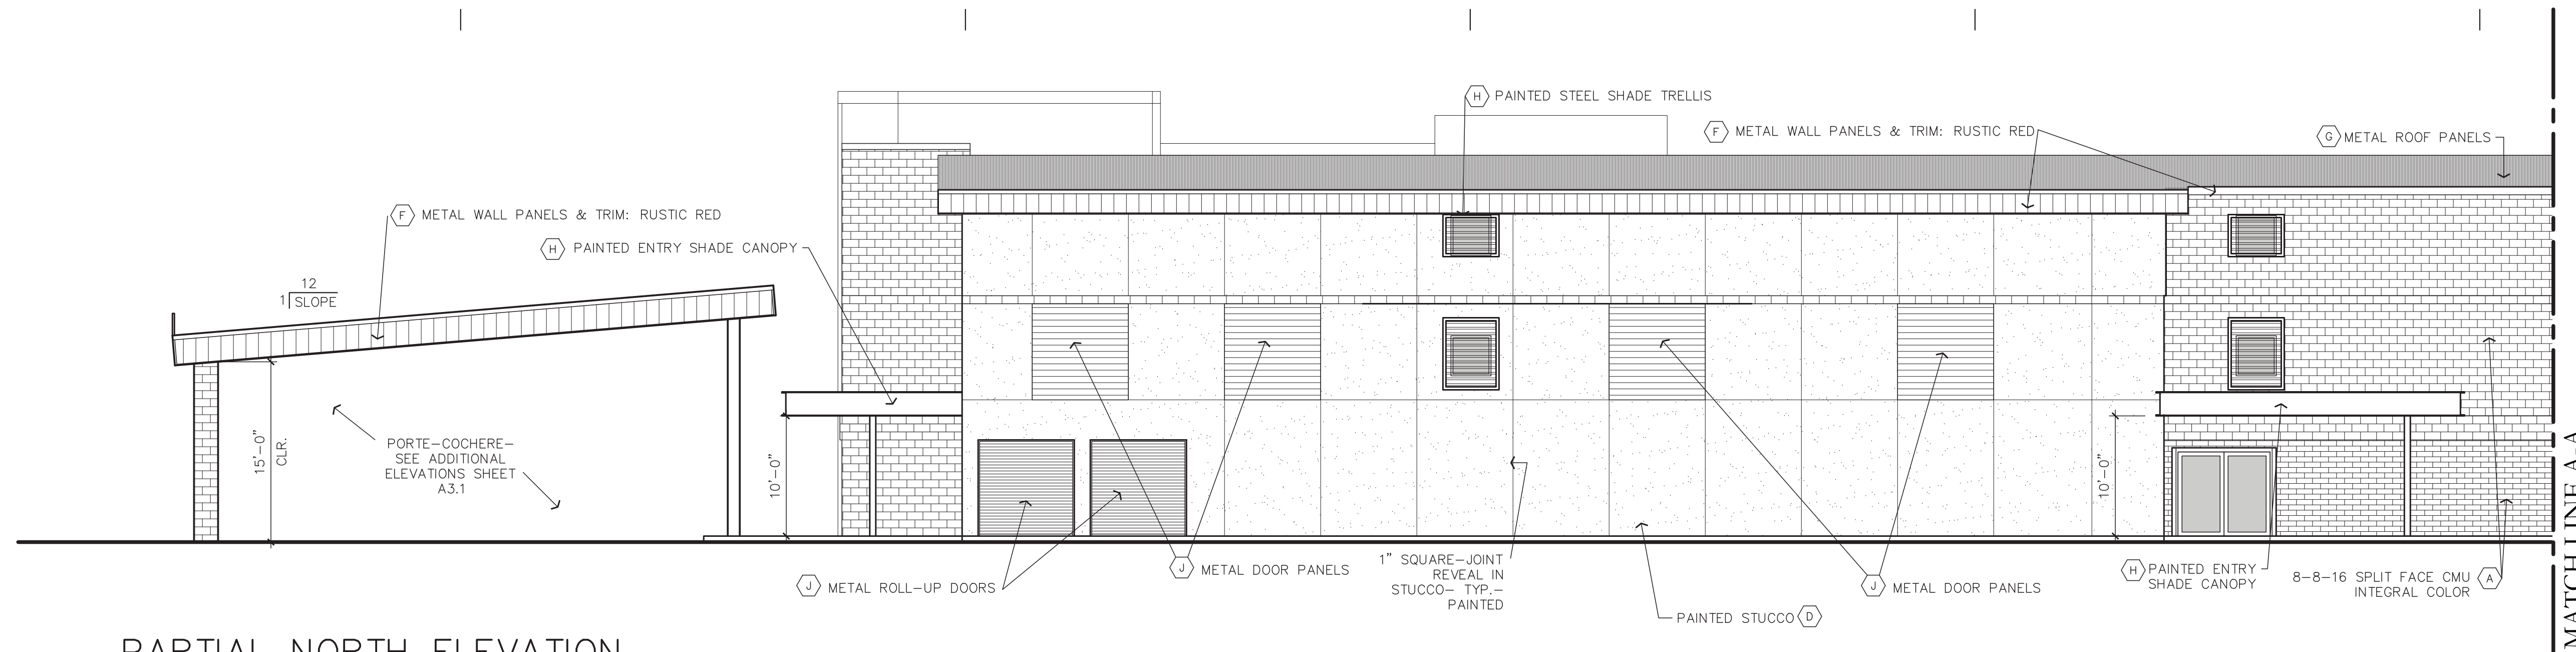 H PAINTED STEEL SHADE TRELLIS
F METAL WALL PANELS & TRIM: RUSTIC RED
G METAL ROOF PANELS
F METAL WALL PANELS & TRIM: RUSTIC RED
H PAINTED ENTRY SHADE CANOPY
12
1 SLOPE
15'-0"
CLR.
PORTE-COCHERE-
SEE ADDITIONAL
ELEVATIONS SHEET
A3.1
10'-0"
10'-0"
J METAL ROLL-UP DOORS
J METAL DOOR PANELS
1" SQUARE-JOINT
REVEAL IN
STUCCO- TYP.-
PAINTED
PAINTED STUCCO D
J METAL DOOR PANELS
H PAINTED ENTRY
SHADE CANOPY
8-8-16 SPLIT FACE CMU A
INTEGRAL COLOR
MATCH LINE A-A
PARTIAL NORTH ELEVATION